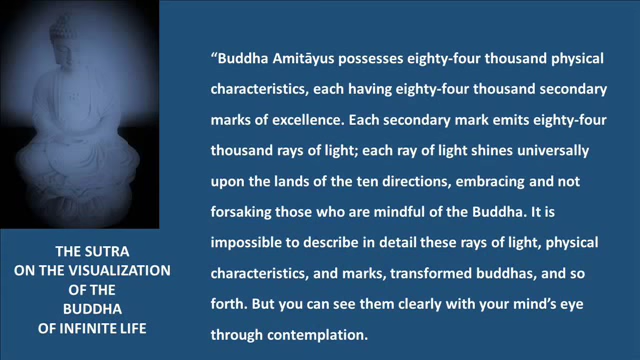 “Buddha Amitāyus possesses eighty-four thousand physical
characteristics, each having eighty-four thousand secondary
marks of excellence. Each secondary mark emits eighty-four
thousand rays of light; each ray of light shines universally
upon the lands of the ten directions, embracing and not
forsaking those who are mindful of the Buddha. It is
impossible to describe in detail these rays of light, physical
characteristics, and marks, transformed buddhas, and so
forth. But you can see them clearly with your mind’s eye
through contemplation.
THE SUTRA
ON THE VISUALIZATION
OF THE
BUDDHA
OF INFINITE LIFE